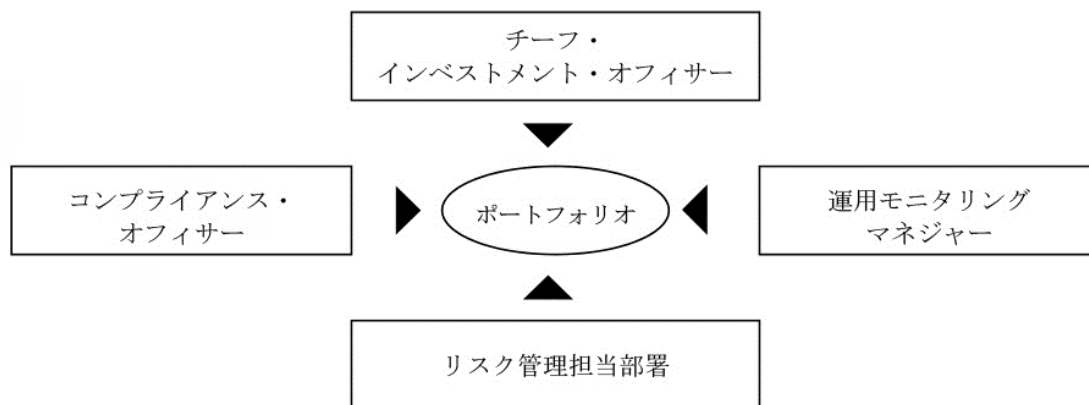 チーフ・
インベストメント・オフィサー
コンプライアンス・
オフィサー
ポートフォリオ
運用モニタリング
マネジャー
リスク管理担当部署